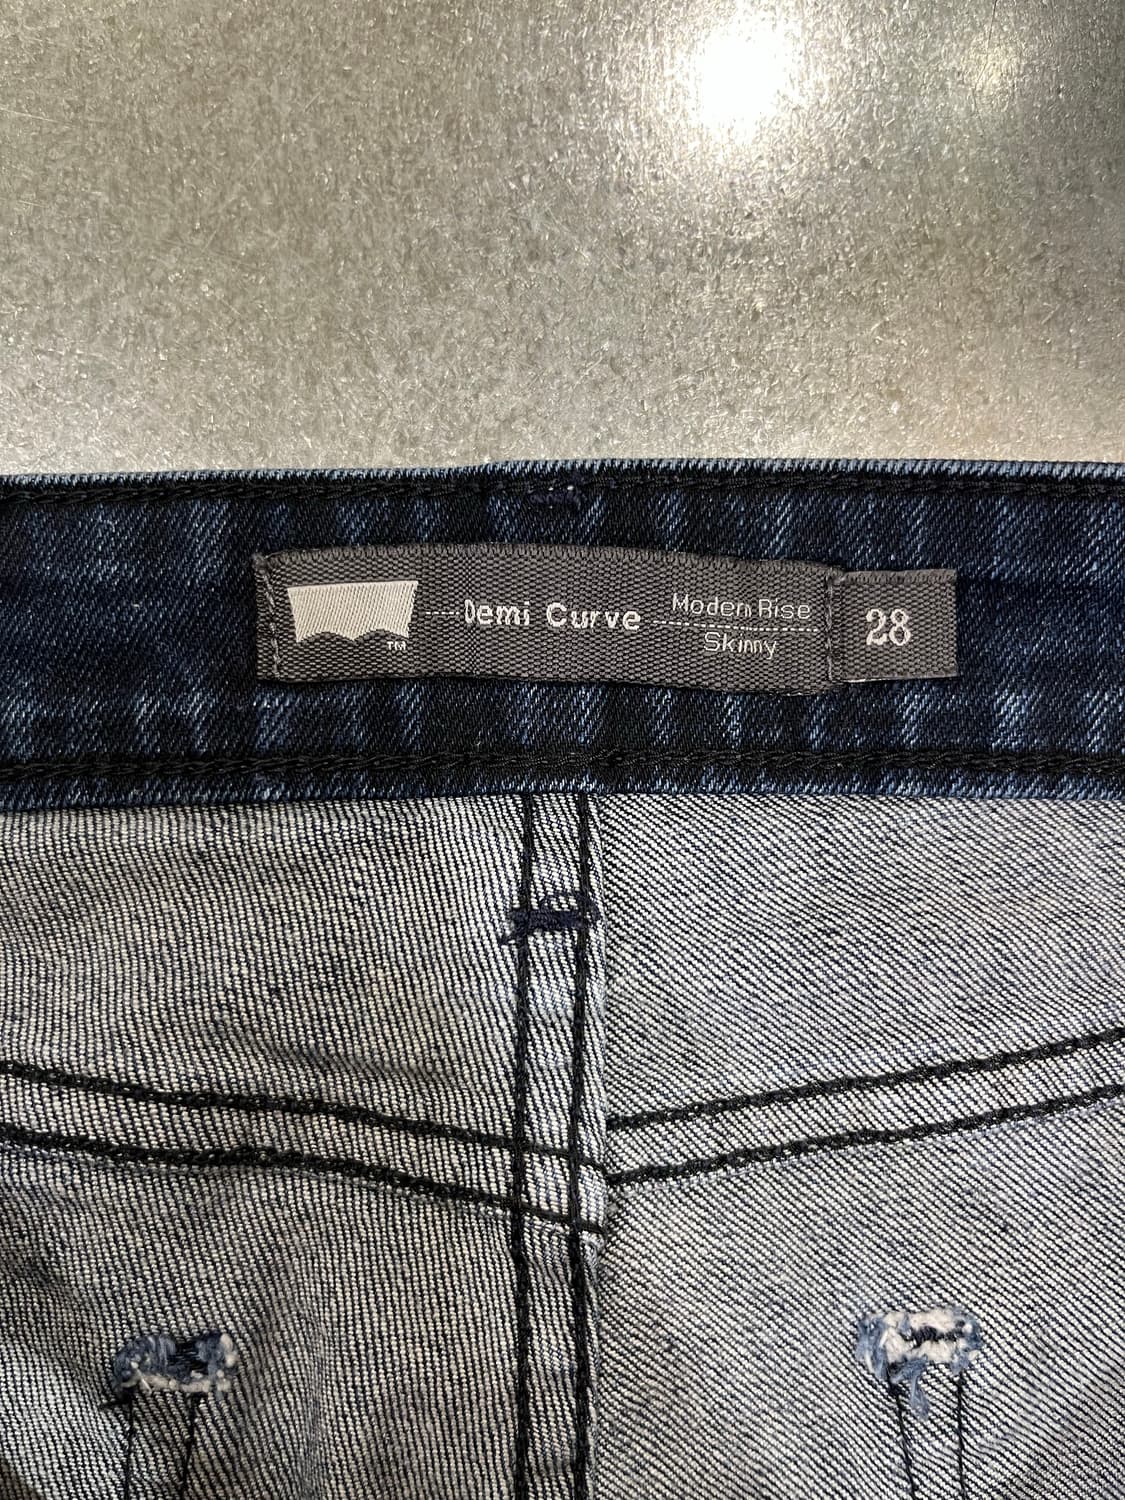 Demi Curve
Modern Rise
Skinny
28
TM